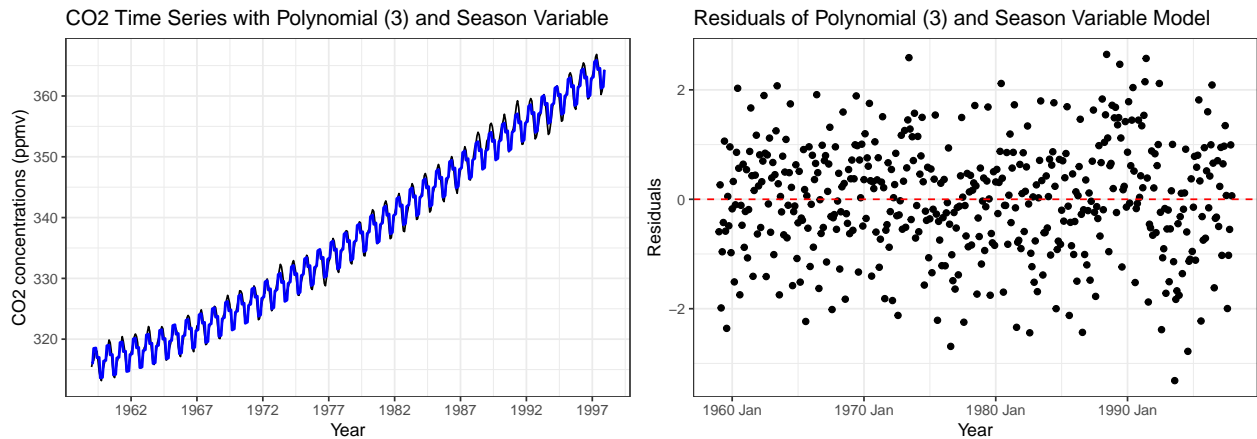 CO2 Time Series with Polynomial (3) and Season Variable
CO2 concentrations (ppmv)
360
350
340
330
320
1962 1967 1972 1977 1982 1987 1992 1997
Year
Residuals of Polynomial (3) and Season Variable Model
Residuals
2
0
−2
1960 Jan 1970 Jan 1980 Jan 1990 Jan
Year